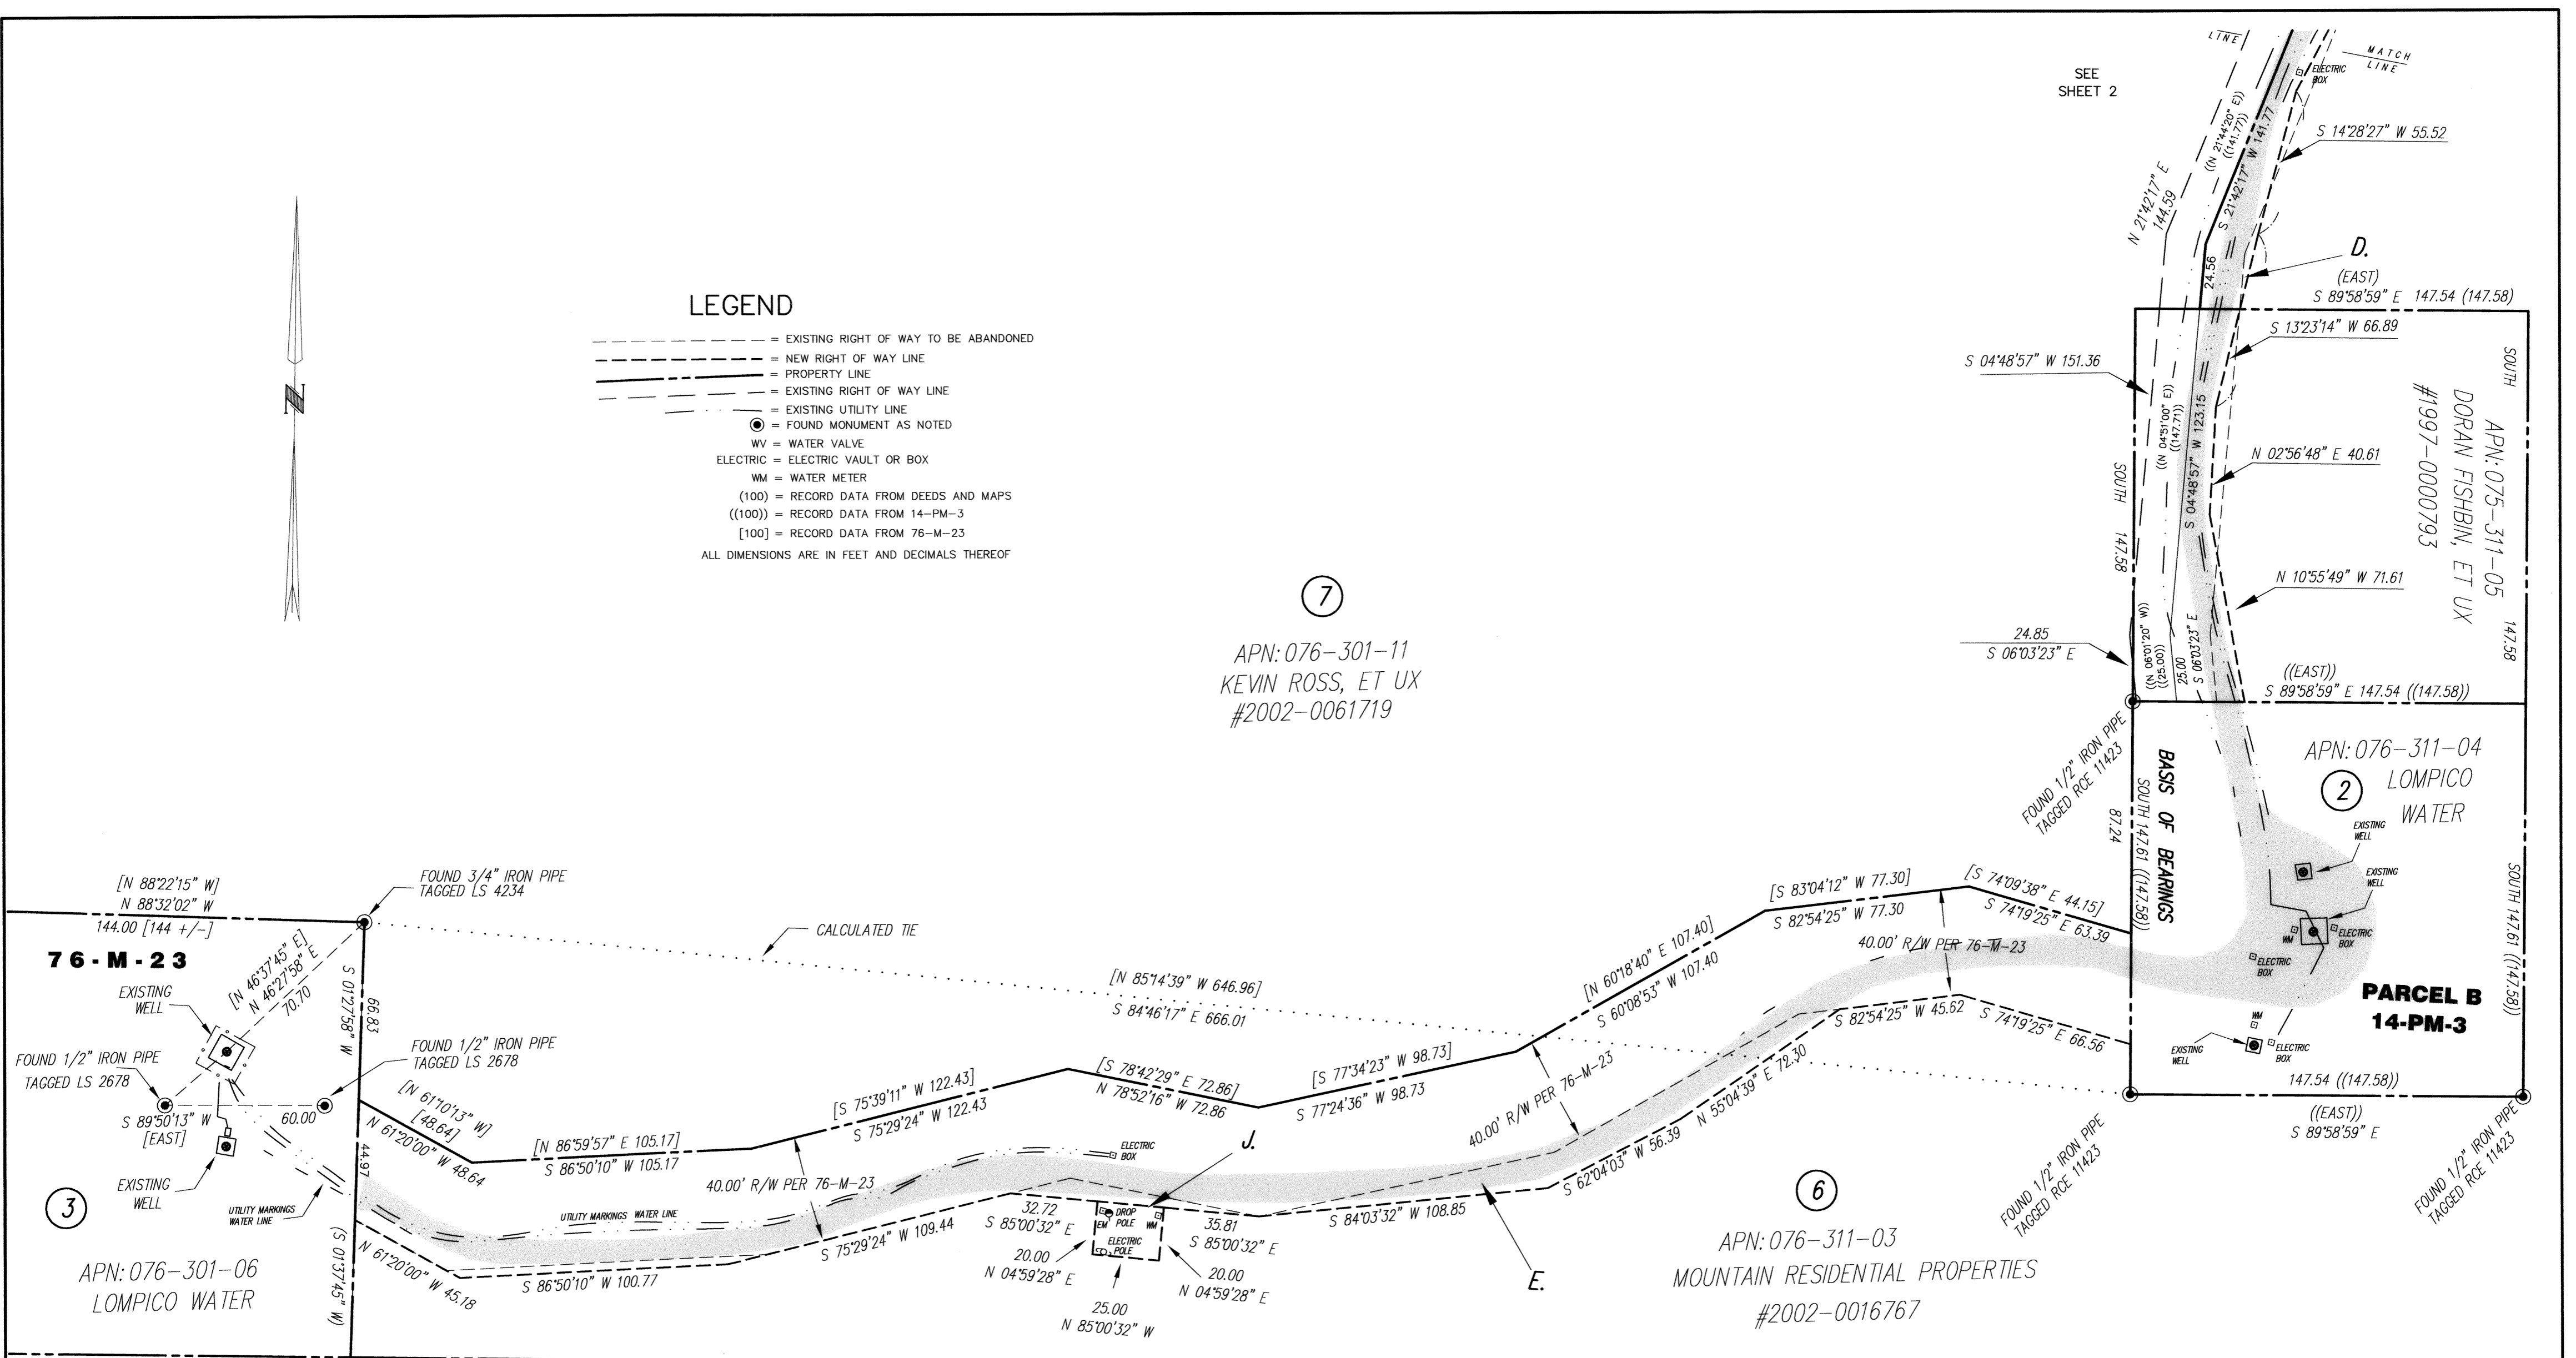 SEE
SHEET 2
LINE
MATCH
LINE
ELECTRIC
BOX
S 14°28'27" W 55.52
((N 21°44'20" E))
((141.77))
S 21°42'17" W 141.77
N 21°42'17" E
144.59
D.
24.56
(EAST)
S 89°58'59" E 147.54 (147.58)
S 13°23'14" W 66.89
S 04°48'57" W 151.36
((N 04°51'00" E))
((147.71))
S 04°48'57" W 123.15
N 02°56'48" E 40.61
SOUTH 147.58
SOUTH 147.58
APN: 075-311-05
DORAN FISHBIN, ET UX
#1997-0000793
N 10°55'49" W 71.61
24.85
S 06°03'23" E
((N 06°01'20" W))
((25.00))
25.00
S 06°03'23" E
((EAST))
S 89°58'59" E 147.54 ((147.58))
LEGEND
= EXISTING RIGHT OF WAY TO BE ABANDONED
= NEW RIGHT OF WAY LINE
= PROPERTY LINE
= EXISTING RIGHT OF WAY LINE
= EXISTING UTILITY LINE
= FOUND MONUMENT AS NOTED
WV = WATER VALVE
ELECTRIC = ELECTRIC VAULT OR BOX
WM = WATER METER
(100) = RECORD DATA FROM DEEDS AND MAPS
((100)) = RECORD DATA FROM 14-PM-3
[100] = RECORD DATA FROM 76-M-23
ALL DIMENSIONS ARE IN FEET AND DECIMALS THEREOF
N
7
APN: 076-301-11
KEVIN ROSS, ET UX
#2002-0061719
FOUND 1/2" IRON PIPE
TAGGED RCE 11423
BASIS OF BEARINGS
SOUTH 147.61 ((147.58))
87.24
APN: 076-311-04
2
LOMPICO
WATER
EXISTING
WELL
EXISTING
WELL
WM
ELECTRIC
BOX
ELECTRIC
BOX
SOUTH 147.61 ((147.58))
PARCEL B
14-PM-3
WM
EXISTING
WELL
ELECTRIC
BOX
147.54 ((147.58))
((EAST))
S 89°58'59" E
FOUND 1/2" IRON PIPE
TAGGED RCE 11423
FOUND 1/2" IRON PIPE
TAGGED RCE 11423
[N 88°22'15" W]
N 88°32'02" W
144.00 [144 +/-]
76-M-23
FOUND 3/4" IRON PIPE
TAGGED LS 4234
CALCULATED TIE
[N 85°14'39" W 646.96]
S 84°46'17" E 666.01
[N 46°37'45" E]
N 46°27'58" E
70.70
66.83
S 01°27'58" W
EXISTING
WELL
FOUND 1/2" IRON PIPE
TAGGED LS 2678
FOUND 1/2" IRON PIPE
TAGGED LS 2678
S 89°50'13" W
60.00
[EAST]
EXISTING
WELL
3
UTILITY MARKINGS
WATER LINE
APN: 076-301-06
LOMPICO WATER
44.97
(S 01°37'45" W)
[N 61°10'13" W]
[48.64]
N 61°20'00" W 48.64
[N 86°59'57" E 105.17]
S 86°50'10" W 105.17
[S 75°39'11" W 122.43]
S 75°29'24" W 122.43
[S 78°42'29" E 72.86]
N 78°52'16" W 72.86
[S 77°34'23" W 98.73]
S 77°24'36" W 98.73
[N 60°18'40" E 107.40]
S 60°08'53" W 107.40
[S 83°04'12" W 77.30]
S 82°54'25" W 77.30
[S 74°09'38" E 44.15]
S 74°19'25" E 63.39
40.00' R/W PER 76-M-23
40.00' R/W PER 76-M-23
40.00' R/W PER 76-M-23
UTILITY MARKINGS WATER LINE
ELECTRIC
BOX
J.
N 61°20'00" W 45.18
S 86°50'10" W 100.77
S 75°29'24" W 109.44
32.72
S 85°00'32" E
DROP
POLE
EM
WM
ELECTRIC
POLE
35.81
S 85°00'32" E
20.00
N 04°59'28" E
20.00
N 04°59'28" E
25.00
N 85°00'32" W
S 84°03'32" W 108.85
S 62°04'03" W 56.39
N 55°04'39" E 72.30
S 82°54'25" W 45.62
S 74°19'25" E 66.56
E.
6
APN: 076-311-03
MOUNTAIN RESIDENTIAL PROPERTIES
#2002-0016767